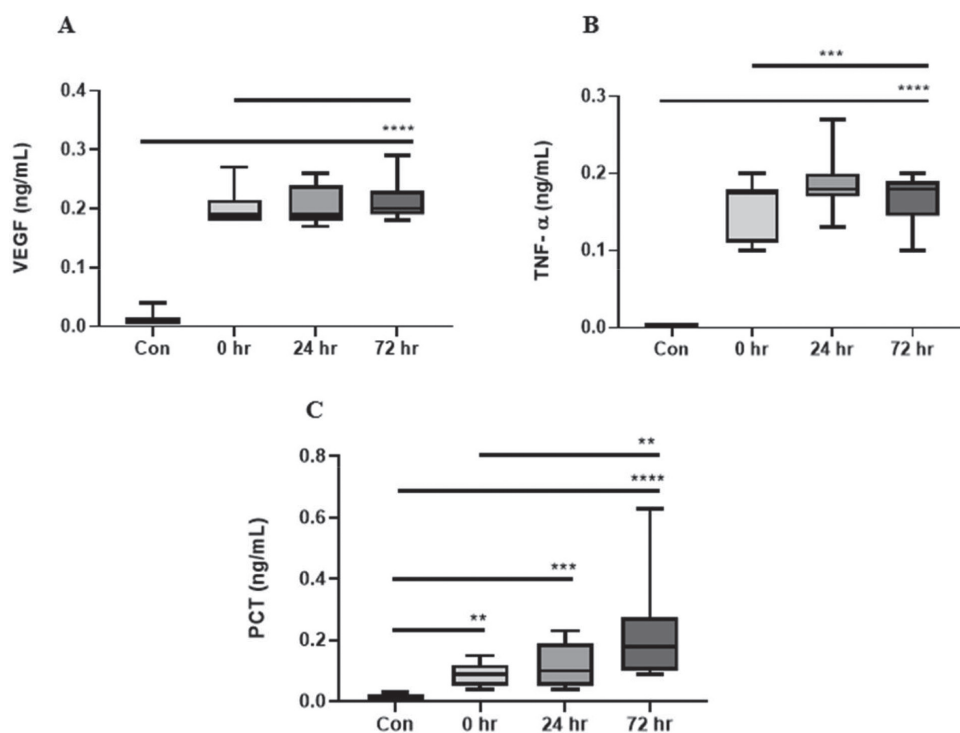 A
VEGF (ng/mL)
0.4
0.3
0.2
0.1
0.0
****
Con 0 hr 24 hr 72 hr
B
TNF- α (ng/mL)
0.3
0.2
0.1
0.0
***
****
Con 0 hr 24 hr 72 hr
C
PCT (ng/mL)
0.8
0.6
0.4
0.2
0.0
**
****
***
**
Con 0 hr 24 hr 72 hr